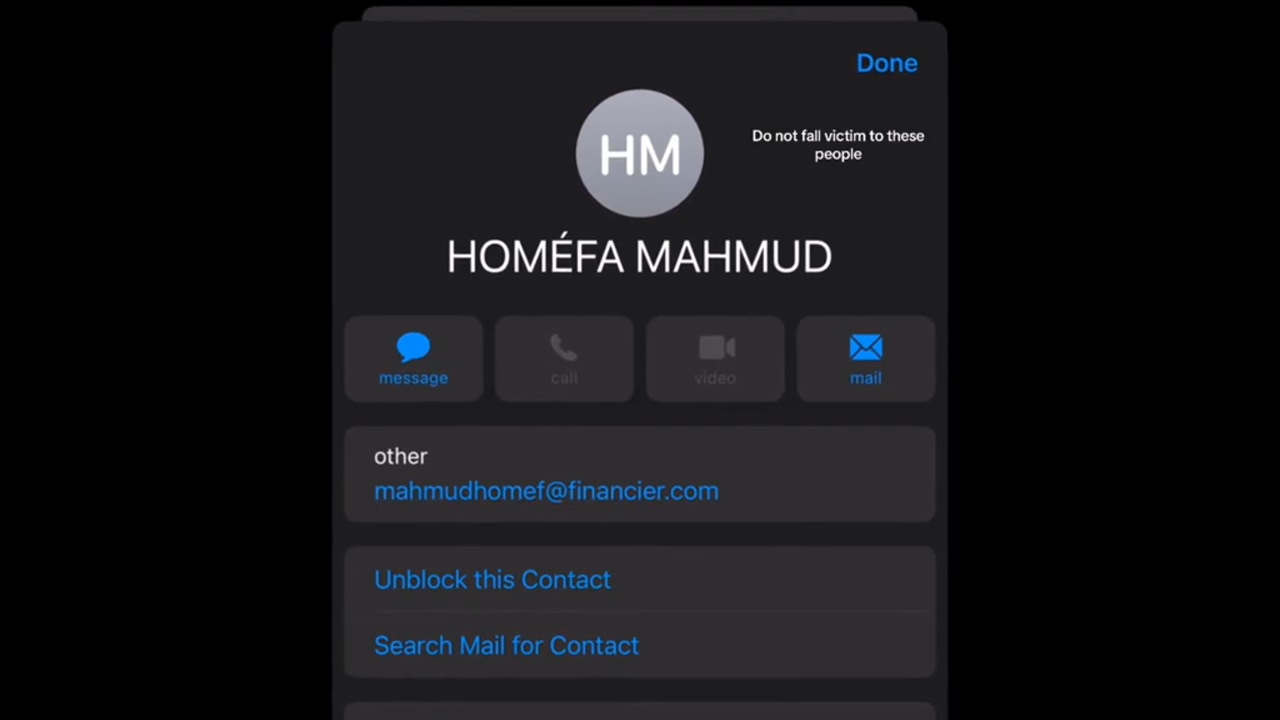 Done
HM
Do not fall victim to these
people
HOMÉFA MAHMUD
message
call
video
mail
other
mahmudhomef@financier.com
Unblock this Contact
Search Mail for Contact